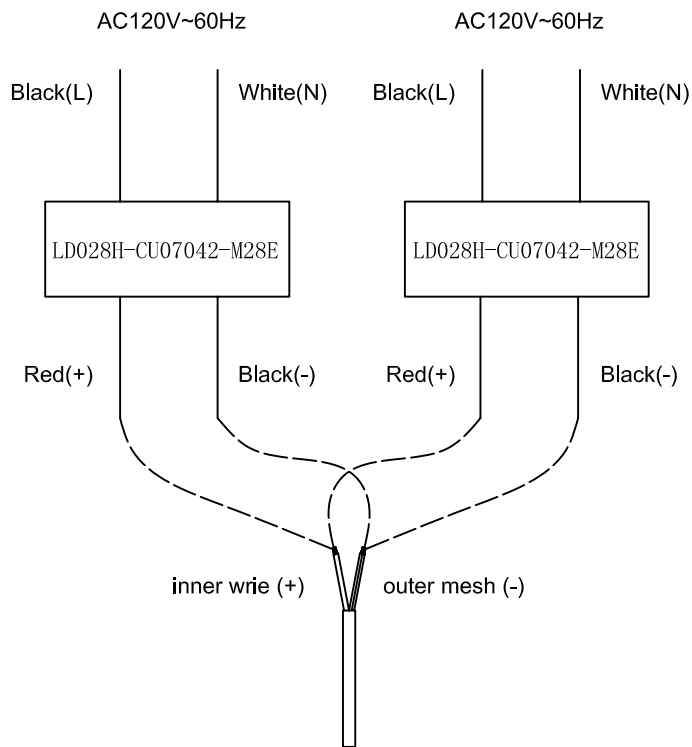 AC120V~60Hz AC120V~60Hz
Black(L) White(N) Black(L) White(N)
LD028H-CU07042-M28E LD028H-CU07042-M28E
Red(+) Black(-) Red(+) Black(-)
inner wrie (+) outer mesh (-)